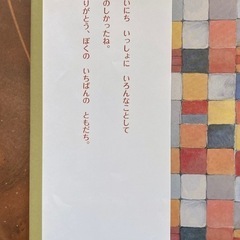 いにち いっしょに いろんなことして
のしかったね。
りがとう、ぼくの いちばんの ともだち。